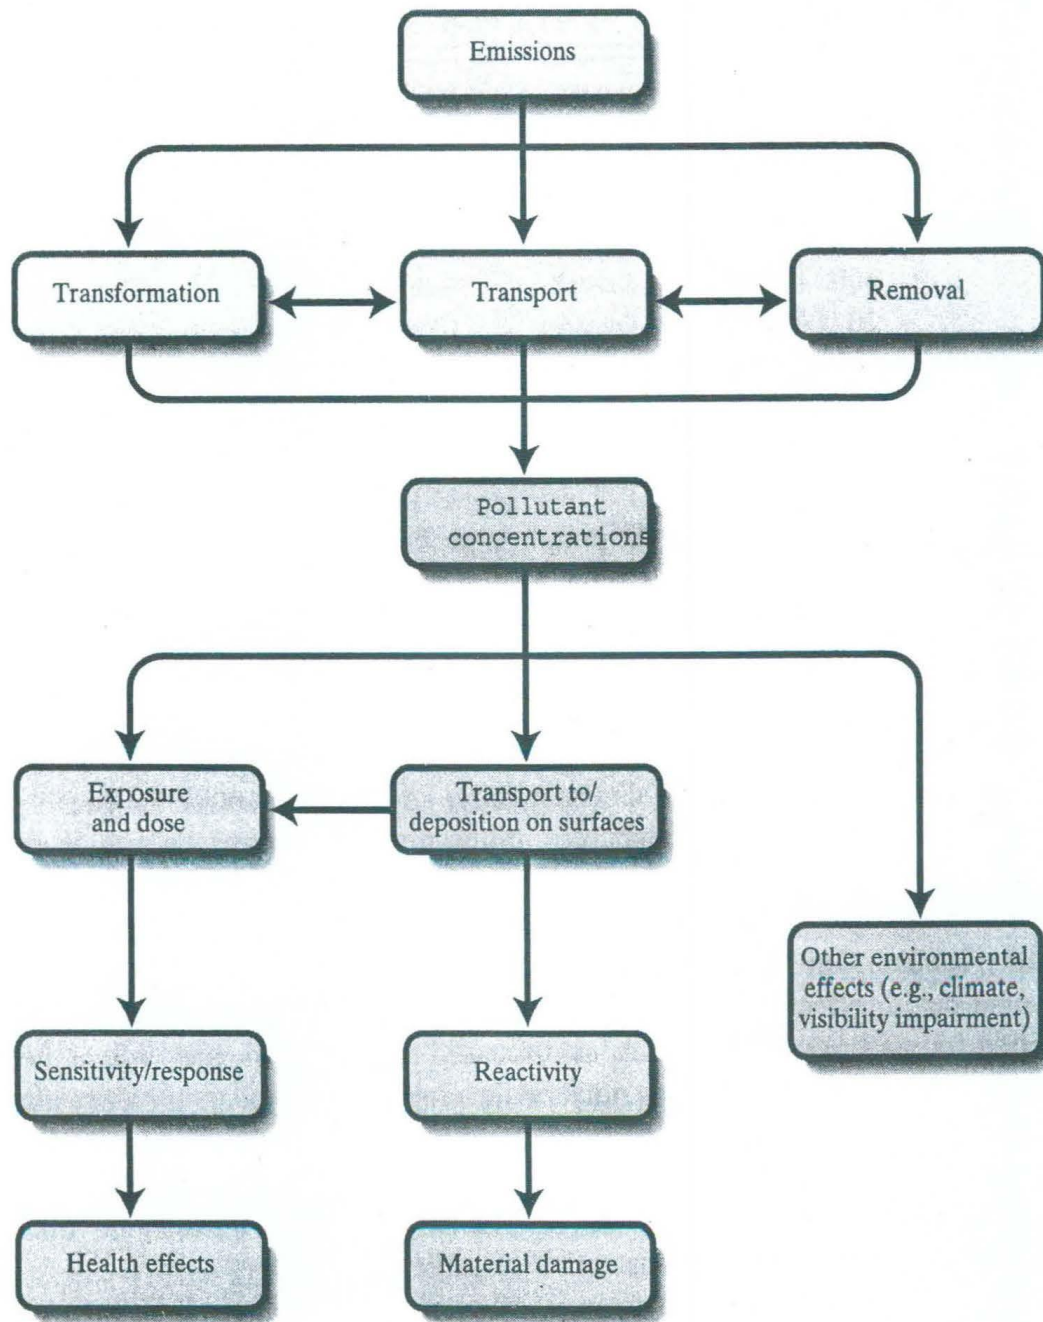 Emissions
Transformation
Transport
Removal
Pollutant
concentrations
Exposure
and dose
Transport to/
deposition on surfaces
Other environmental
effects (e.g., climate,
visibility impairment)
Sensitivity/response
Reactivity
Health effects
Material damage